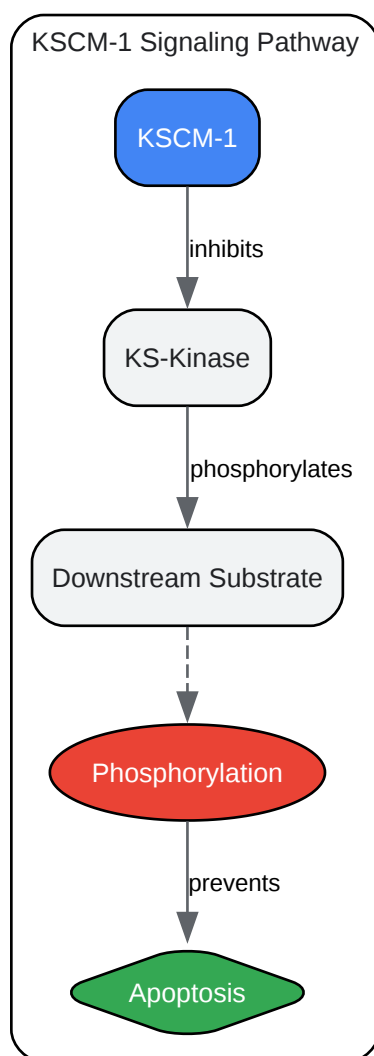 KSCM-1 Signaling Pathway
KSCM-1
inhibits
KS-Kinase
phosphorylates
Downstream Substrate
Phosphorylation
prevents
Apoptosis